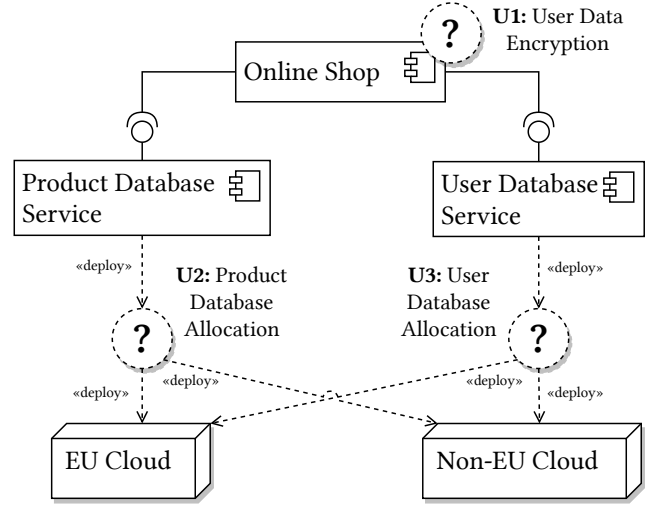 U1: User Data
Encryption
?
Online Shop
Product Database
Service
User Database
Service
«deploy»
«deploy»
U2: Product
Database
Allocation
U3: User
Database
Allocation
?
?
«deploy»
«deploy»
«deploy»
«deploy»
EU Cloud
Non-EU Cloud